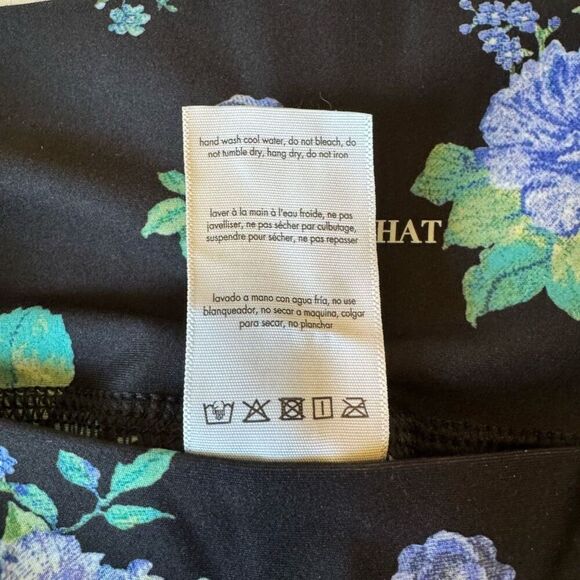 hand wash cool water, do not bleach, do
not tumble dry, hang dry, do not iron
laver à la main à l'eau froide, ne pas
javelliser, ne pas sécher par culbutage,
suspendre pour sécher, ne pas repasser
HAT
lavado a mano con agua fría, no use
blanqueador, no secar a maquina, colgar
para secar, no planchar